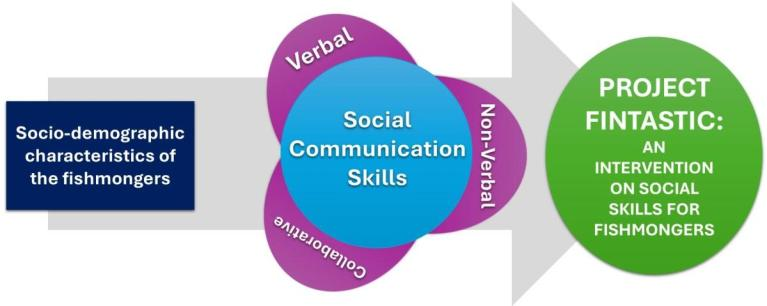 Socio-demographic
characteristics of
the fishmongers
Verbal
Social
Communication
Skills
Non-Verbal
Collaborative
PROJECT
FINTASTIC:
AN
INTERVENTION
ON SOCIAL
SKILLS FOR
FISHMONGERS